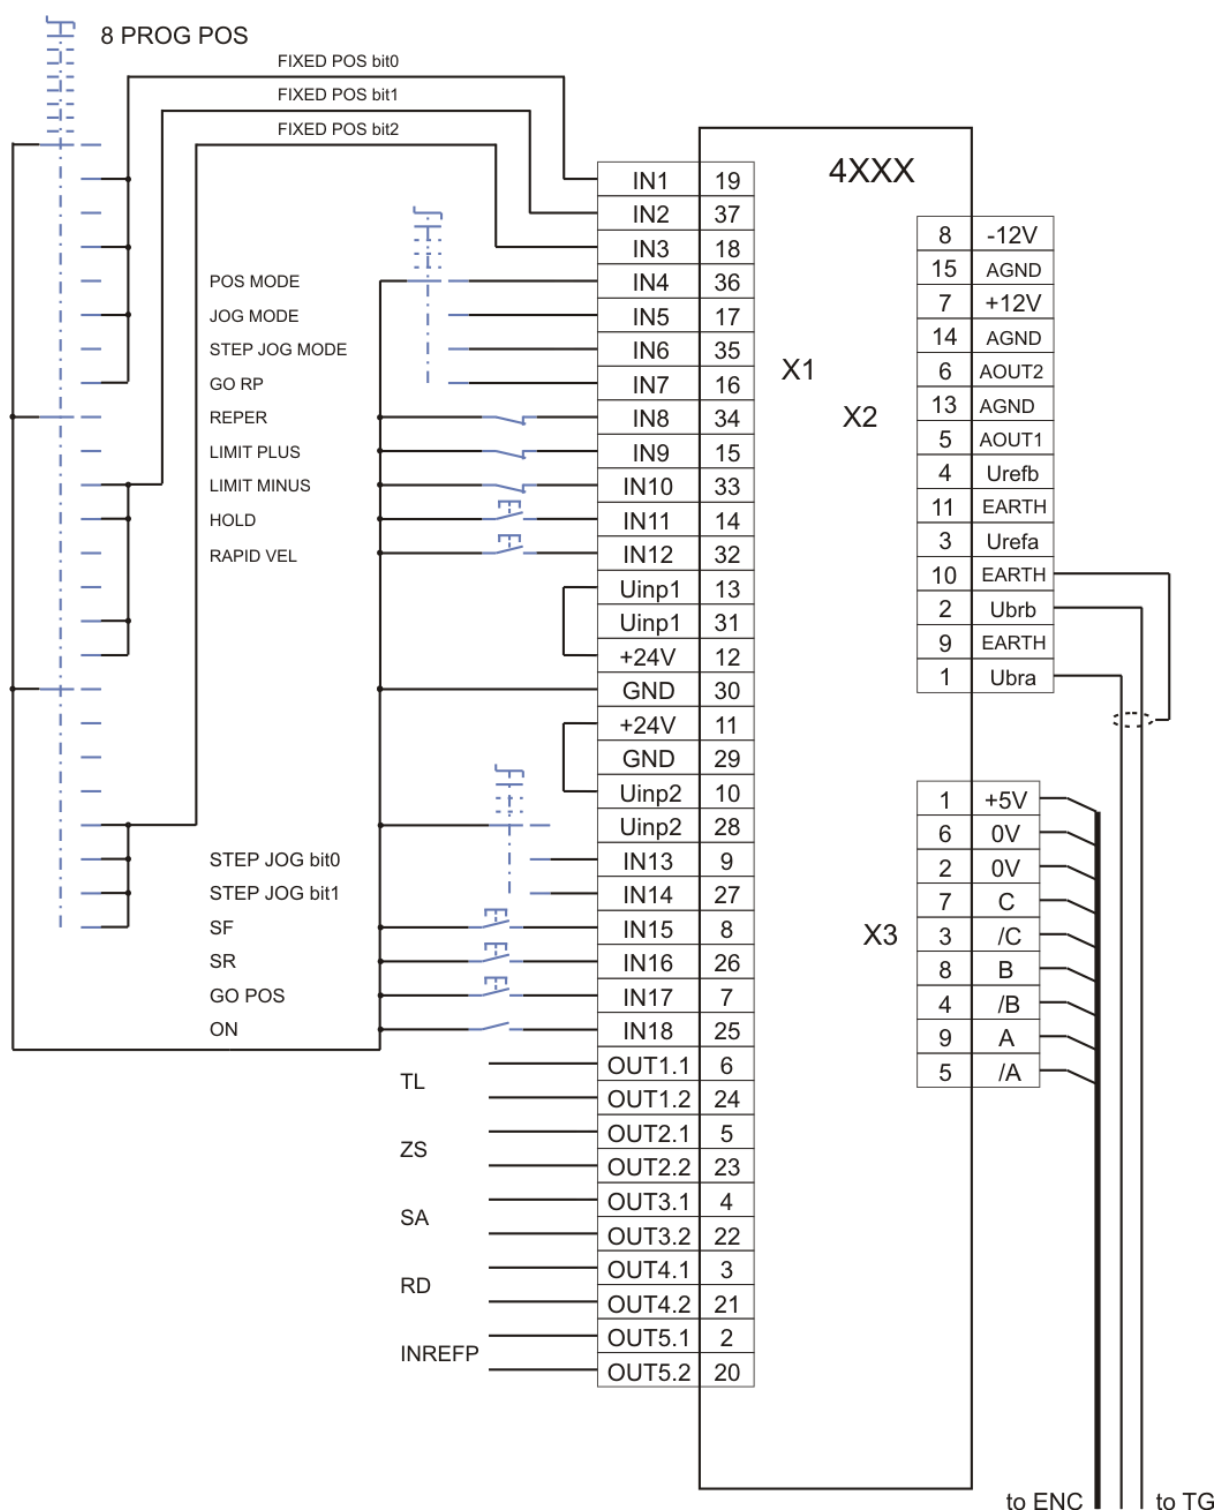 8 PROG POS
FIXED POS bit0
FIXED POS bit1
FIXED POS bit2
4XXX
IN1 19
IN2 37
IN3 18
POS MODE IN4 36
JOG MODE IN5 17
STEP JOG MODE IN6 35
GO RP IN7 16
REPER IN8 34
LIMIT PLUS IN9 15
LIMIT MINUS IN10 33
HOLD IN11 14
RAPID VEL IN12 32
Uinp1 13
Uinp1 31
+24V 12
GND 30
+24V 11
GND 29
Uinp2 10
Uinp2 28
STEP JOG bit0 IN13 9
STEP JOG bit1 IN14 27
SF IN15 8
SR IN16 26
GO POS IN17 7
ON IN18 25
TL
OUT1.1 6
OUT1.2 24
ZS
OUT2.1 5
OUT2.2 23
SA
OUT3.1 4
OUT3.2 22
RD
OUT4.1 3
OUT4.2 21
INREFP
OUT5.1 2
OUT5.2 20
X1
X2
8 -12V
15 AGND
7 +12V
14 AGND
6 AOUT2
13 AGND
5 AOUT1
4 Urefb
11 EARTH
3 Urefa
10 EARTH
2 Ubrb
9 EARTH
1 Ubra
X3
1 +5V
6 0V
2 0V
7 C
3 /C
8 B
4 /B
9 A
5 /A
to ENC
to TG